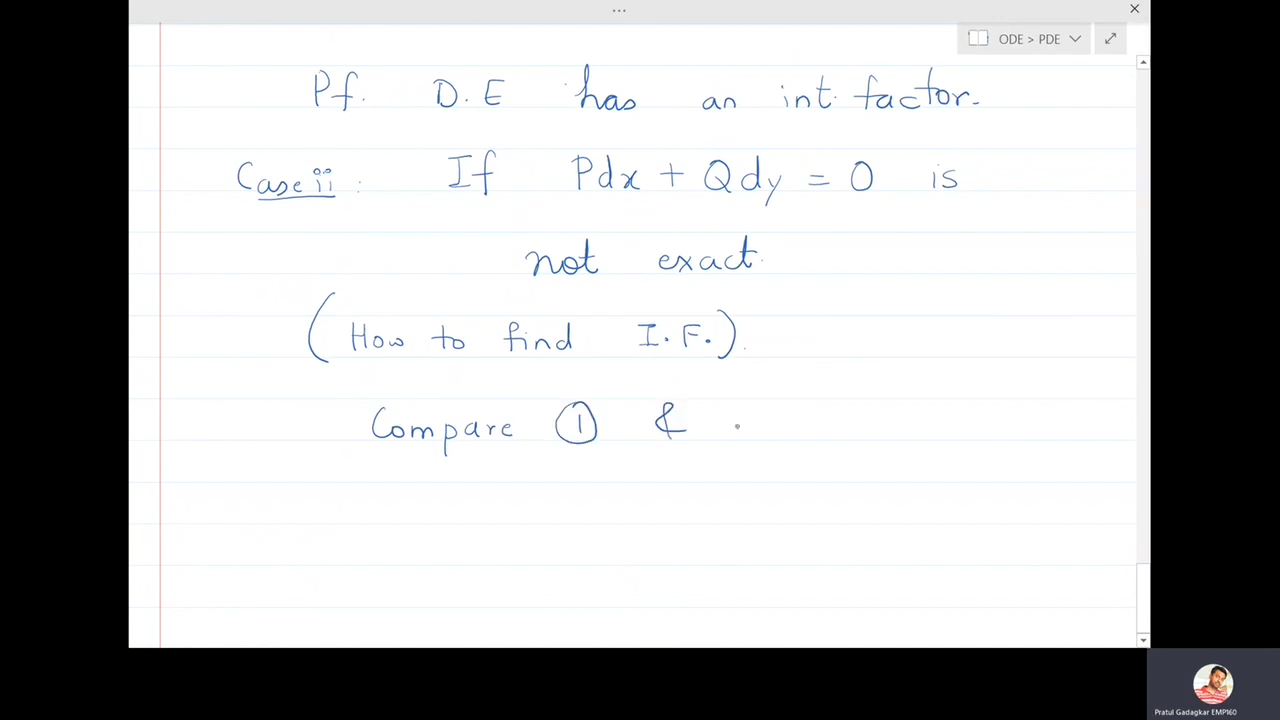 ODE > PDE
Pf. D.E has an int. factor.
Case ii : If Pdx + Qdy = 0 is
not exact.
(How to find I.F.).
Compare ① &
Pratul Gadagkar EMP160